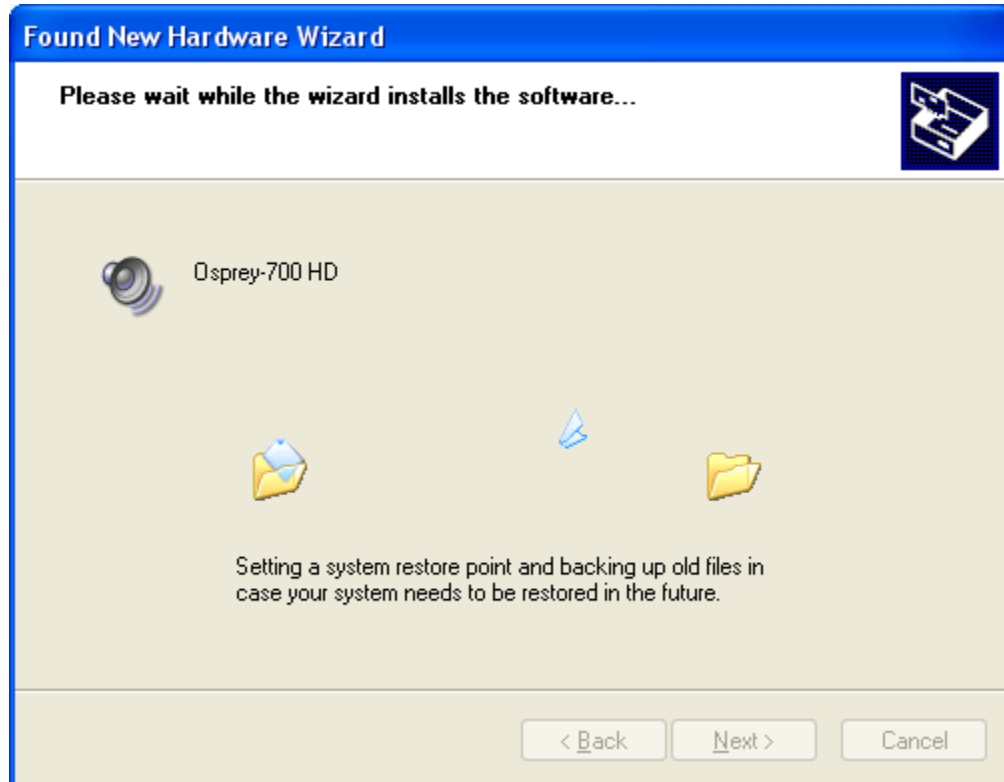 Found New Hardware Wizard
Please wait while the wizard installs the software...
Osprey-700 HD
Setting a system restore point and backing up old files in
case your system needs to be restored in the future.
< Back Next > Cancel